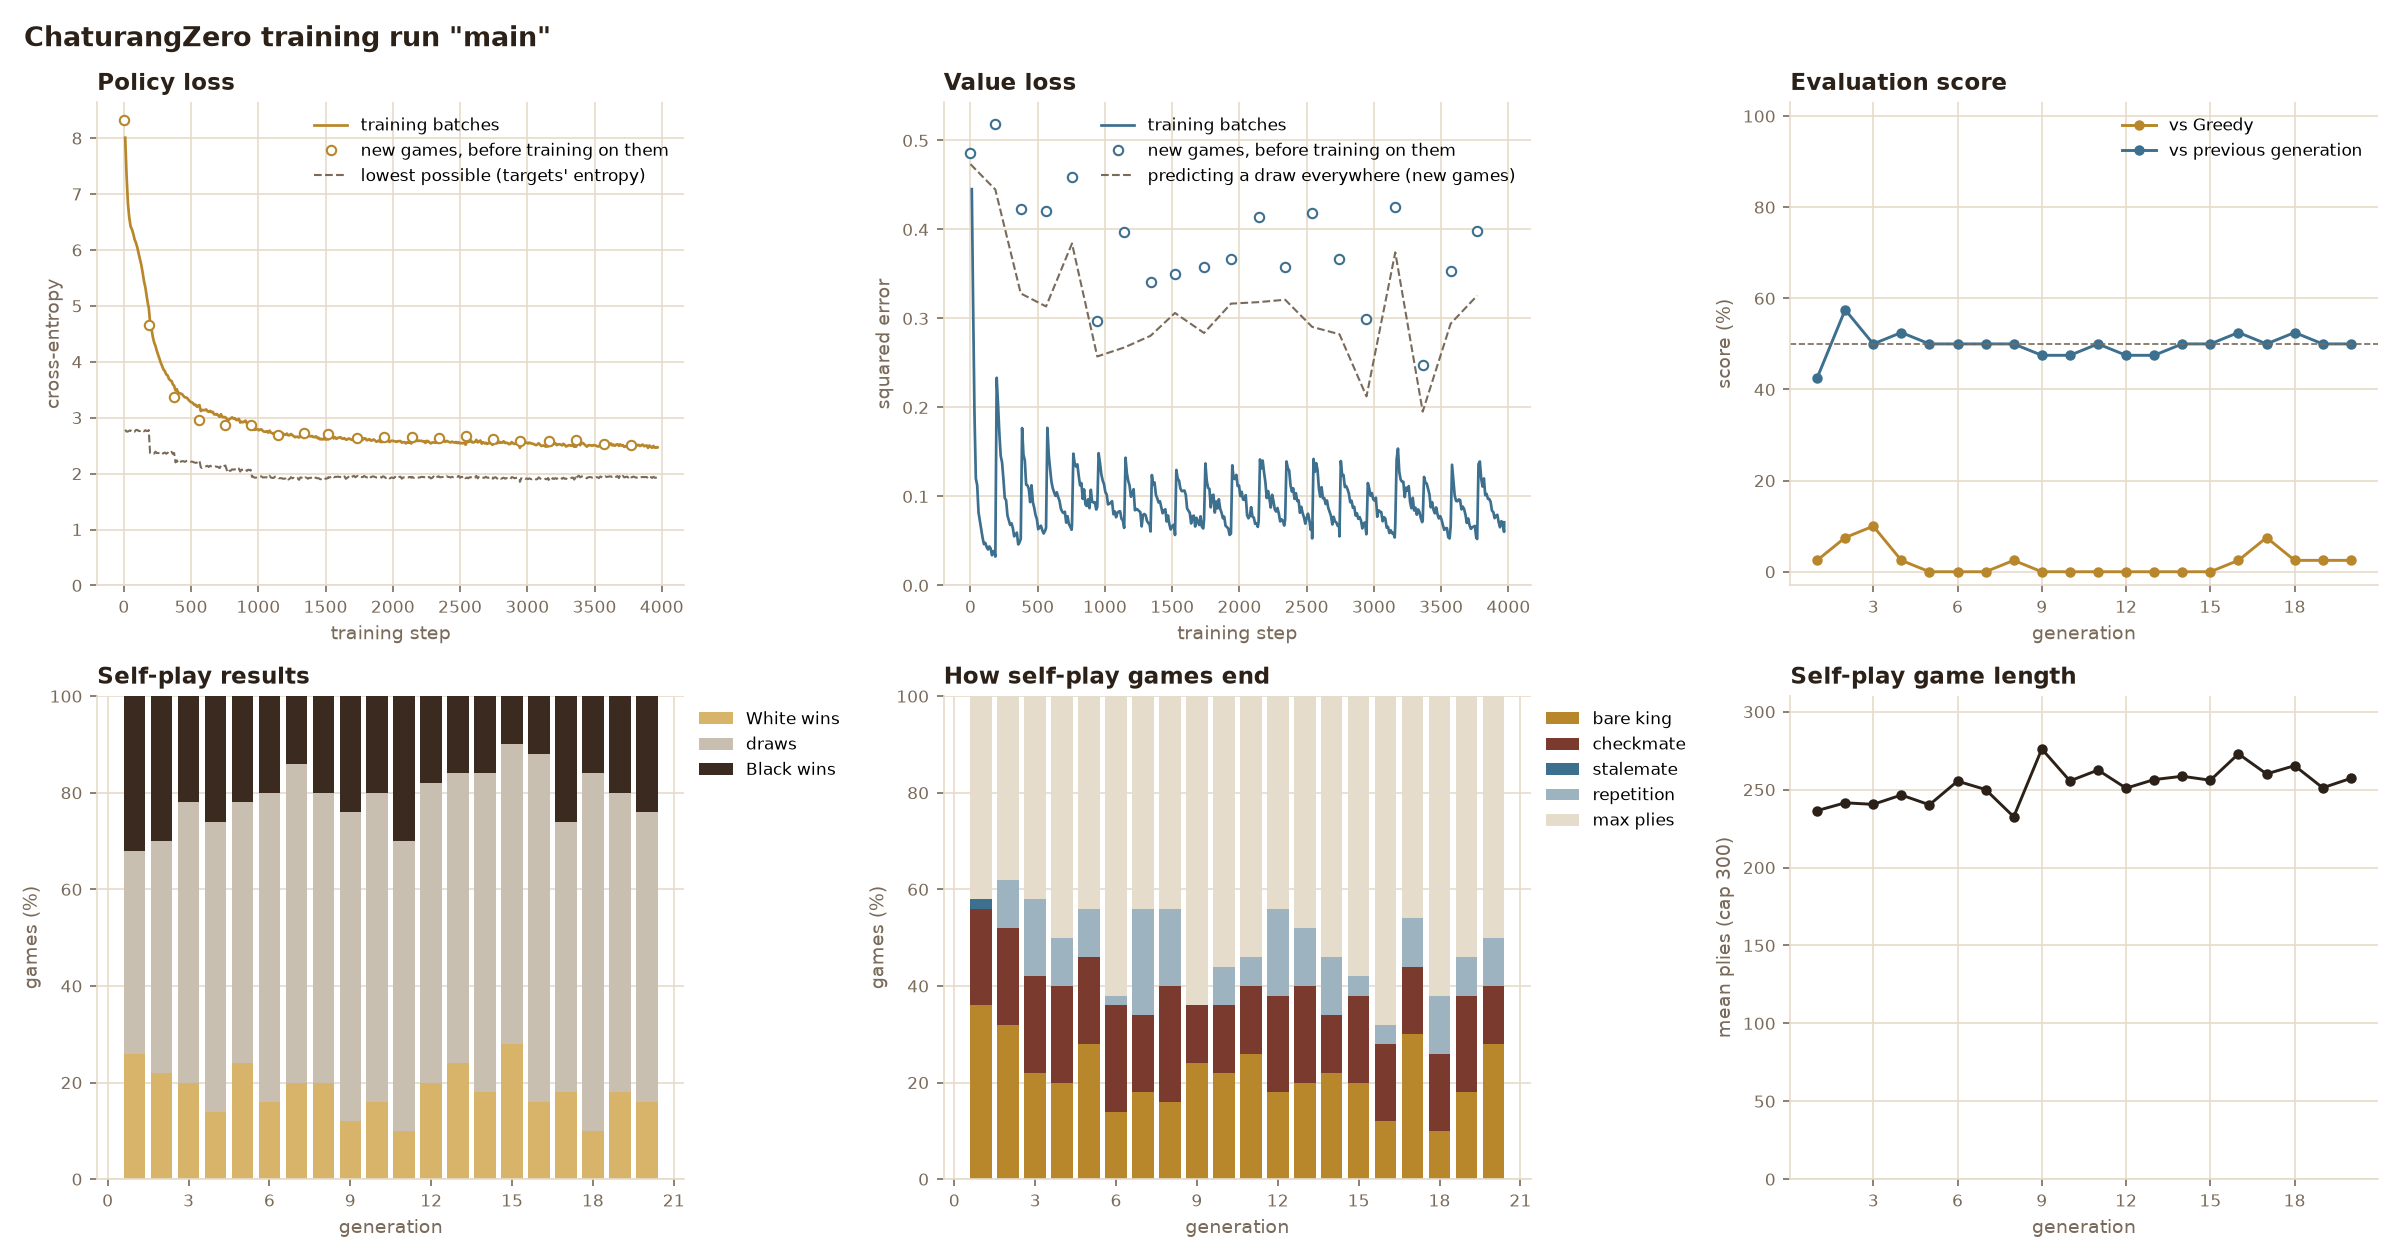 ChaturangZero training run "main"
Policy loss
training batches
new games, before training on them
lowest possible (targets' entropy)
8
7
6
5
4
3
2
1
0
cross-entropy
0 500 1000 1500 2000 2500 3000 3500 4000
training step
Value loss
training batches
new games, before training on them
predicting a draw everywhere (new games)
0.5
0.4
0.3
0.2
0.1
0.0
squared error
0 500 1000 1500 2000 2500 3000 3500 4000
training step
Evaluation score
vs Greedy
vs previous generation
100
80
60
40
20
0
score (%)
3 6 9 12 15 18
generation
Self-play results
White wins
draws
Black wins
100
80
60
40
20
0
games (%)
0 3 6 9 12 15 18 21
generation
How self-play games end
bare king
checkmate
stalemate
repetition
max plies
100
80
60
40
20
0
games (%)
0 3 6 9 12 15 18 21
generation
Self-play game length
300
250
200
150
100
50
0
mean plies (cap 300)
3 6 9 12 15 18
generation